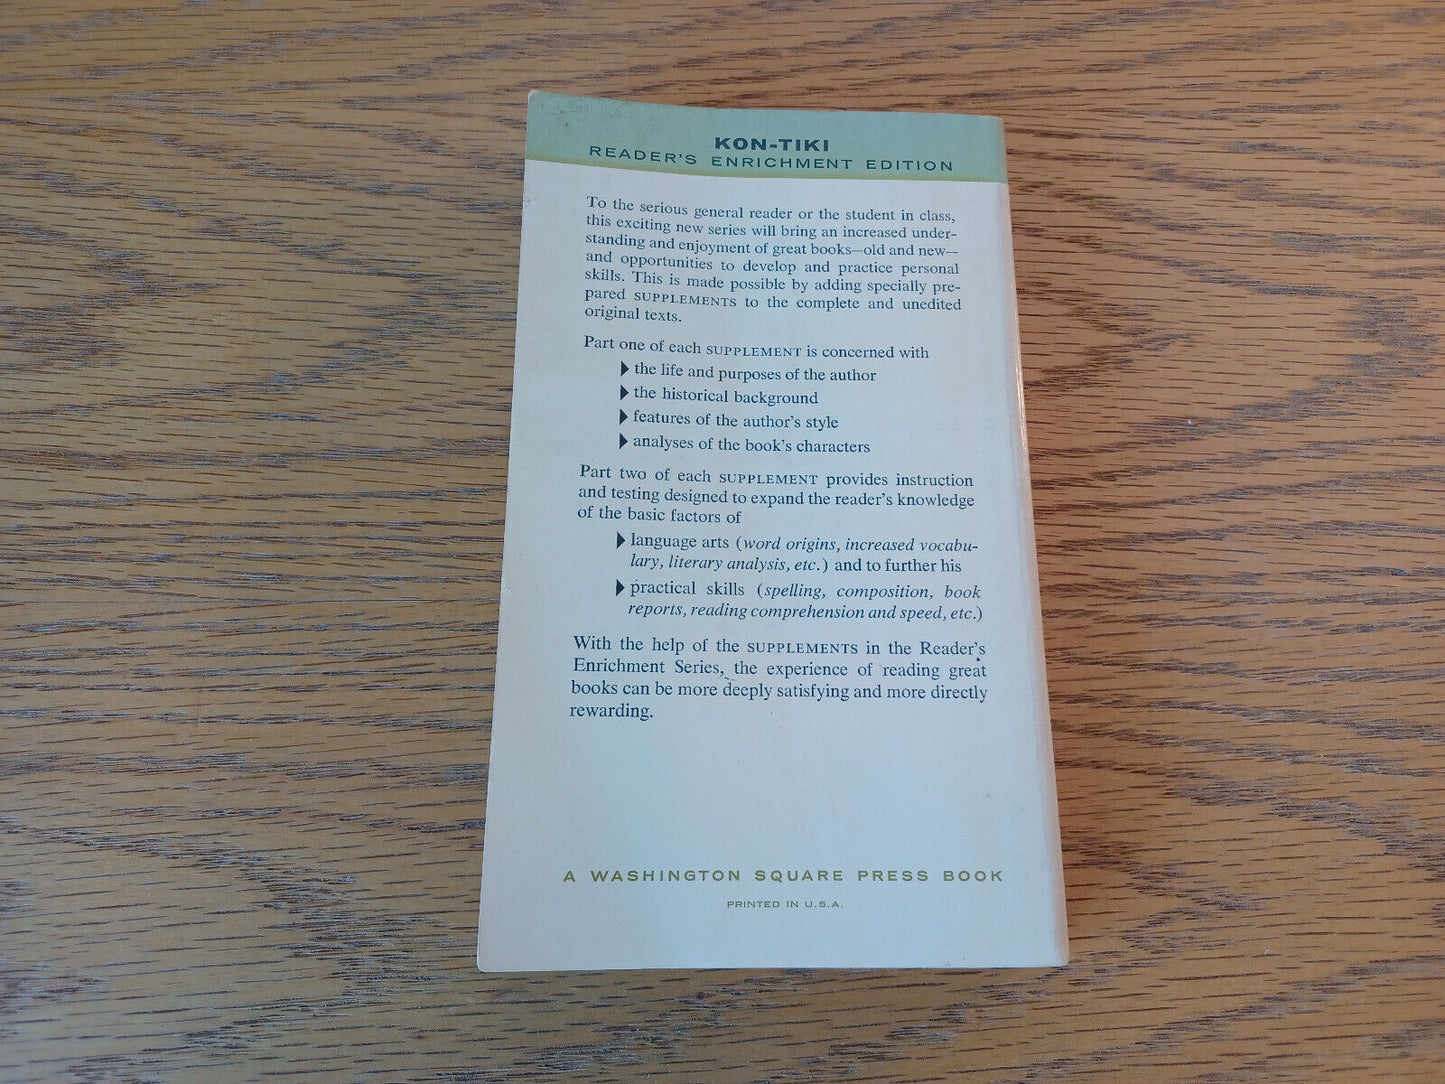 KON-TIKI
READER'S ENRICHMENT EDITION
To the serious general reader or the student in class,
this exciting new series will bring an increased under-
standing and enjoyment of great books—old and new—
and opportunities to develop and practice personal
skills. This is made possible by adding specially pre-
pared SUPPLEMENTS to the complete and unedited
original texts.
Part one of each SUPPLEMENT is concerned with
the life and purposes of the author
the historical background
features of the author's style
analyses of the book's characters
Part two of each SUPPLEMENT provides instruction
and testing designed to expand the reader's knowledge
of the basic factors of
language arts (word origins, increased vocabu-
lary, literary analysis, etc.) and to further his
practical skills (spelling, composition, book
reports, reading comprehension and speed, etc.)
With the help of the SUPPLEMENTS in the Reader's
Enrichment Series, the experience of reading great
books can be more deeply satisfying and more directly
rewarding.
A WASHINGTON SQUARE PRESS BOOK
PRINTED IN U.S.A.